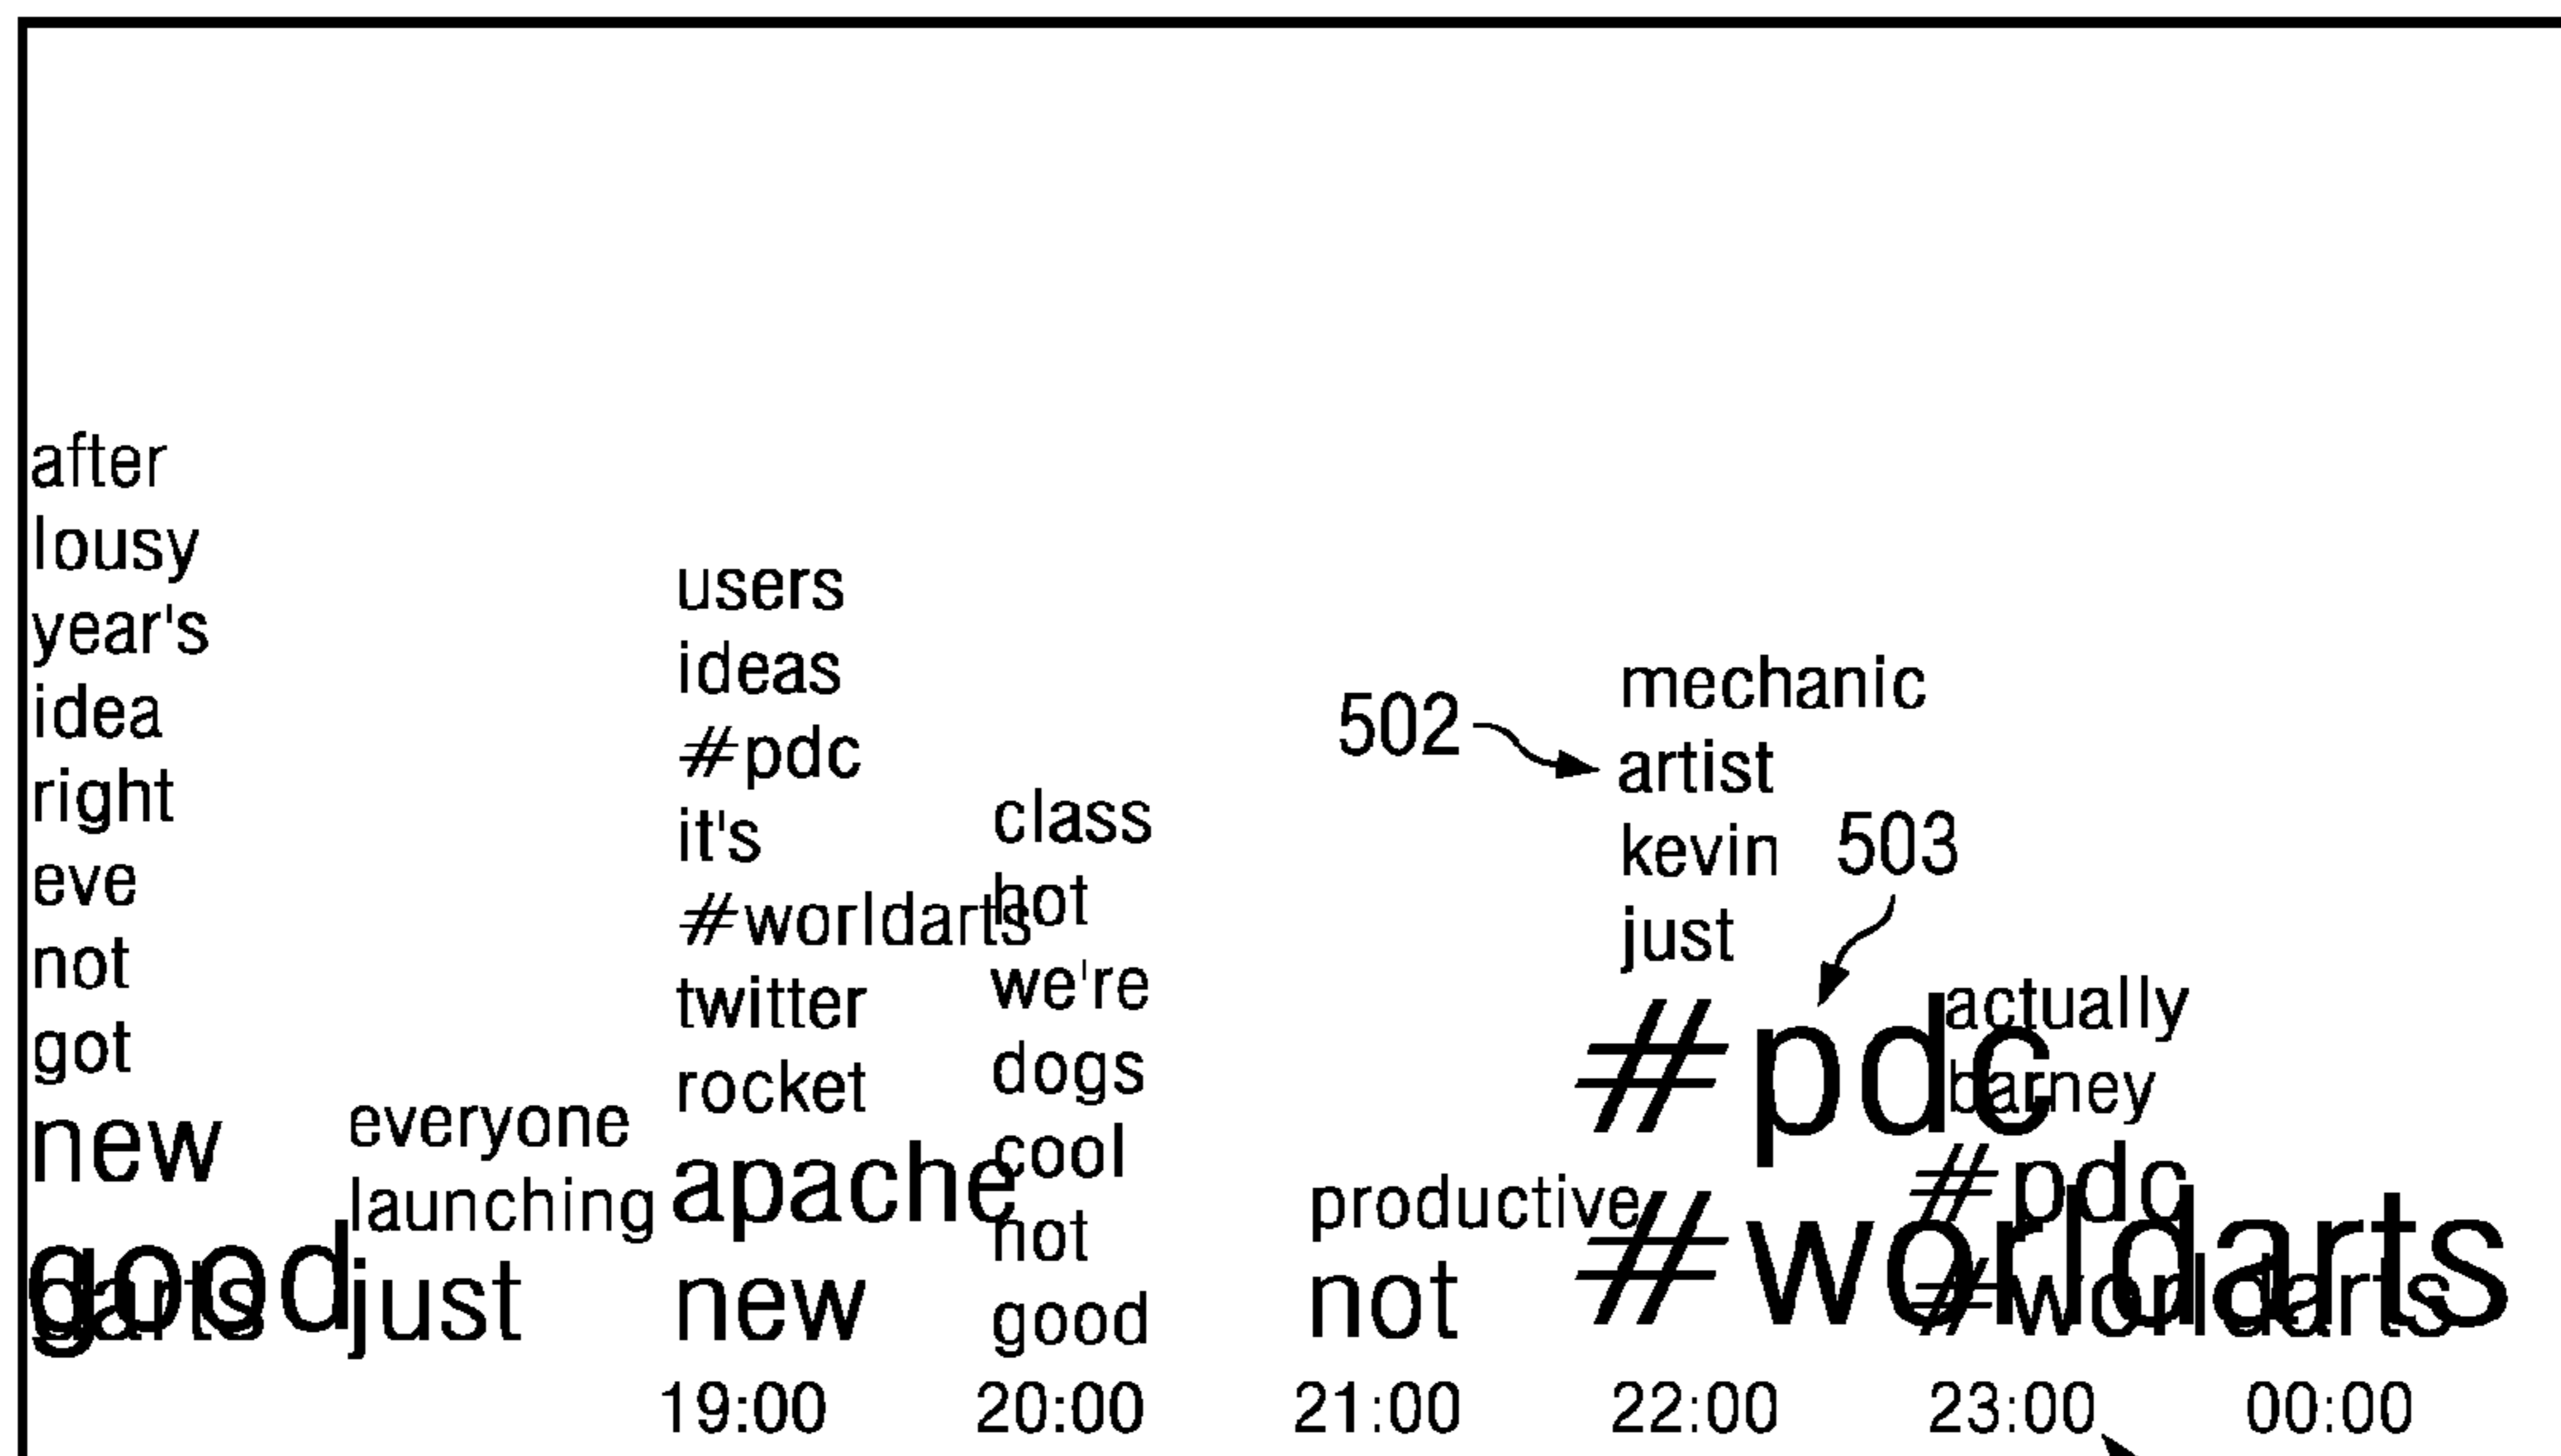 after
lousy
year's
idea
right
eve
not
got
new
good
darts
everyone
launching
just
users
ideas
#pdc
it's
#worldarts
twitter
rocket
apache
new
class
hot
we're
dogs
cool
not
good
productive
not
502
mechanic
artist
kevin
just
503
#pdc
#worldarts
actually
barney
#pdc
#worldarts
19:00 20:00 21:00 22:00 23:00 00:00